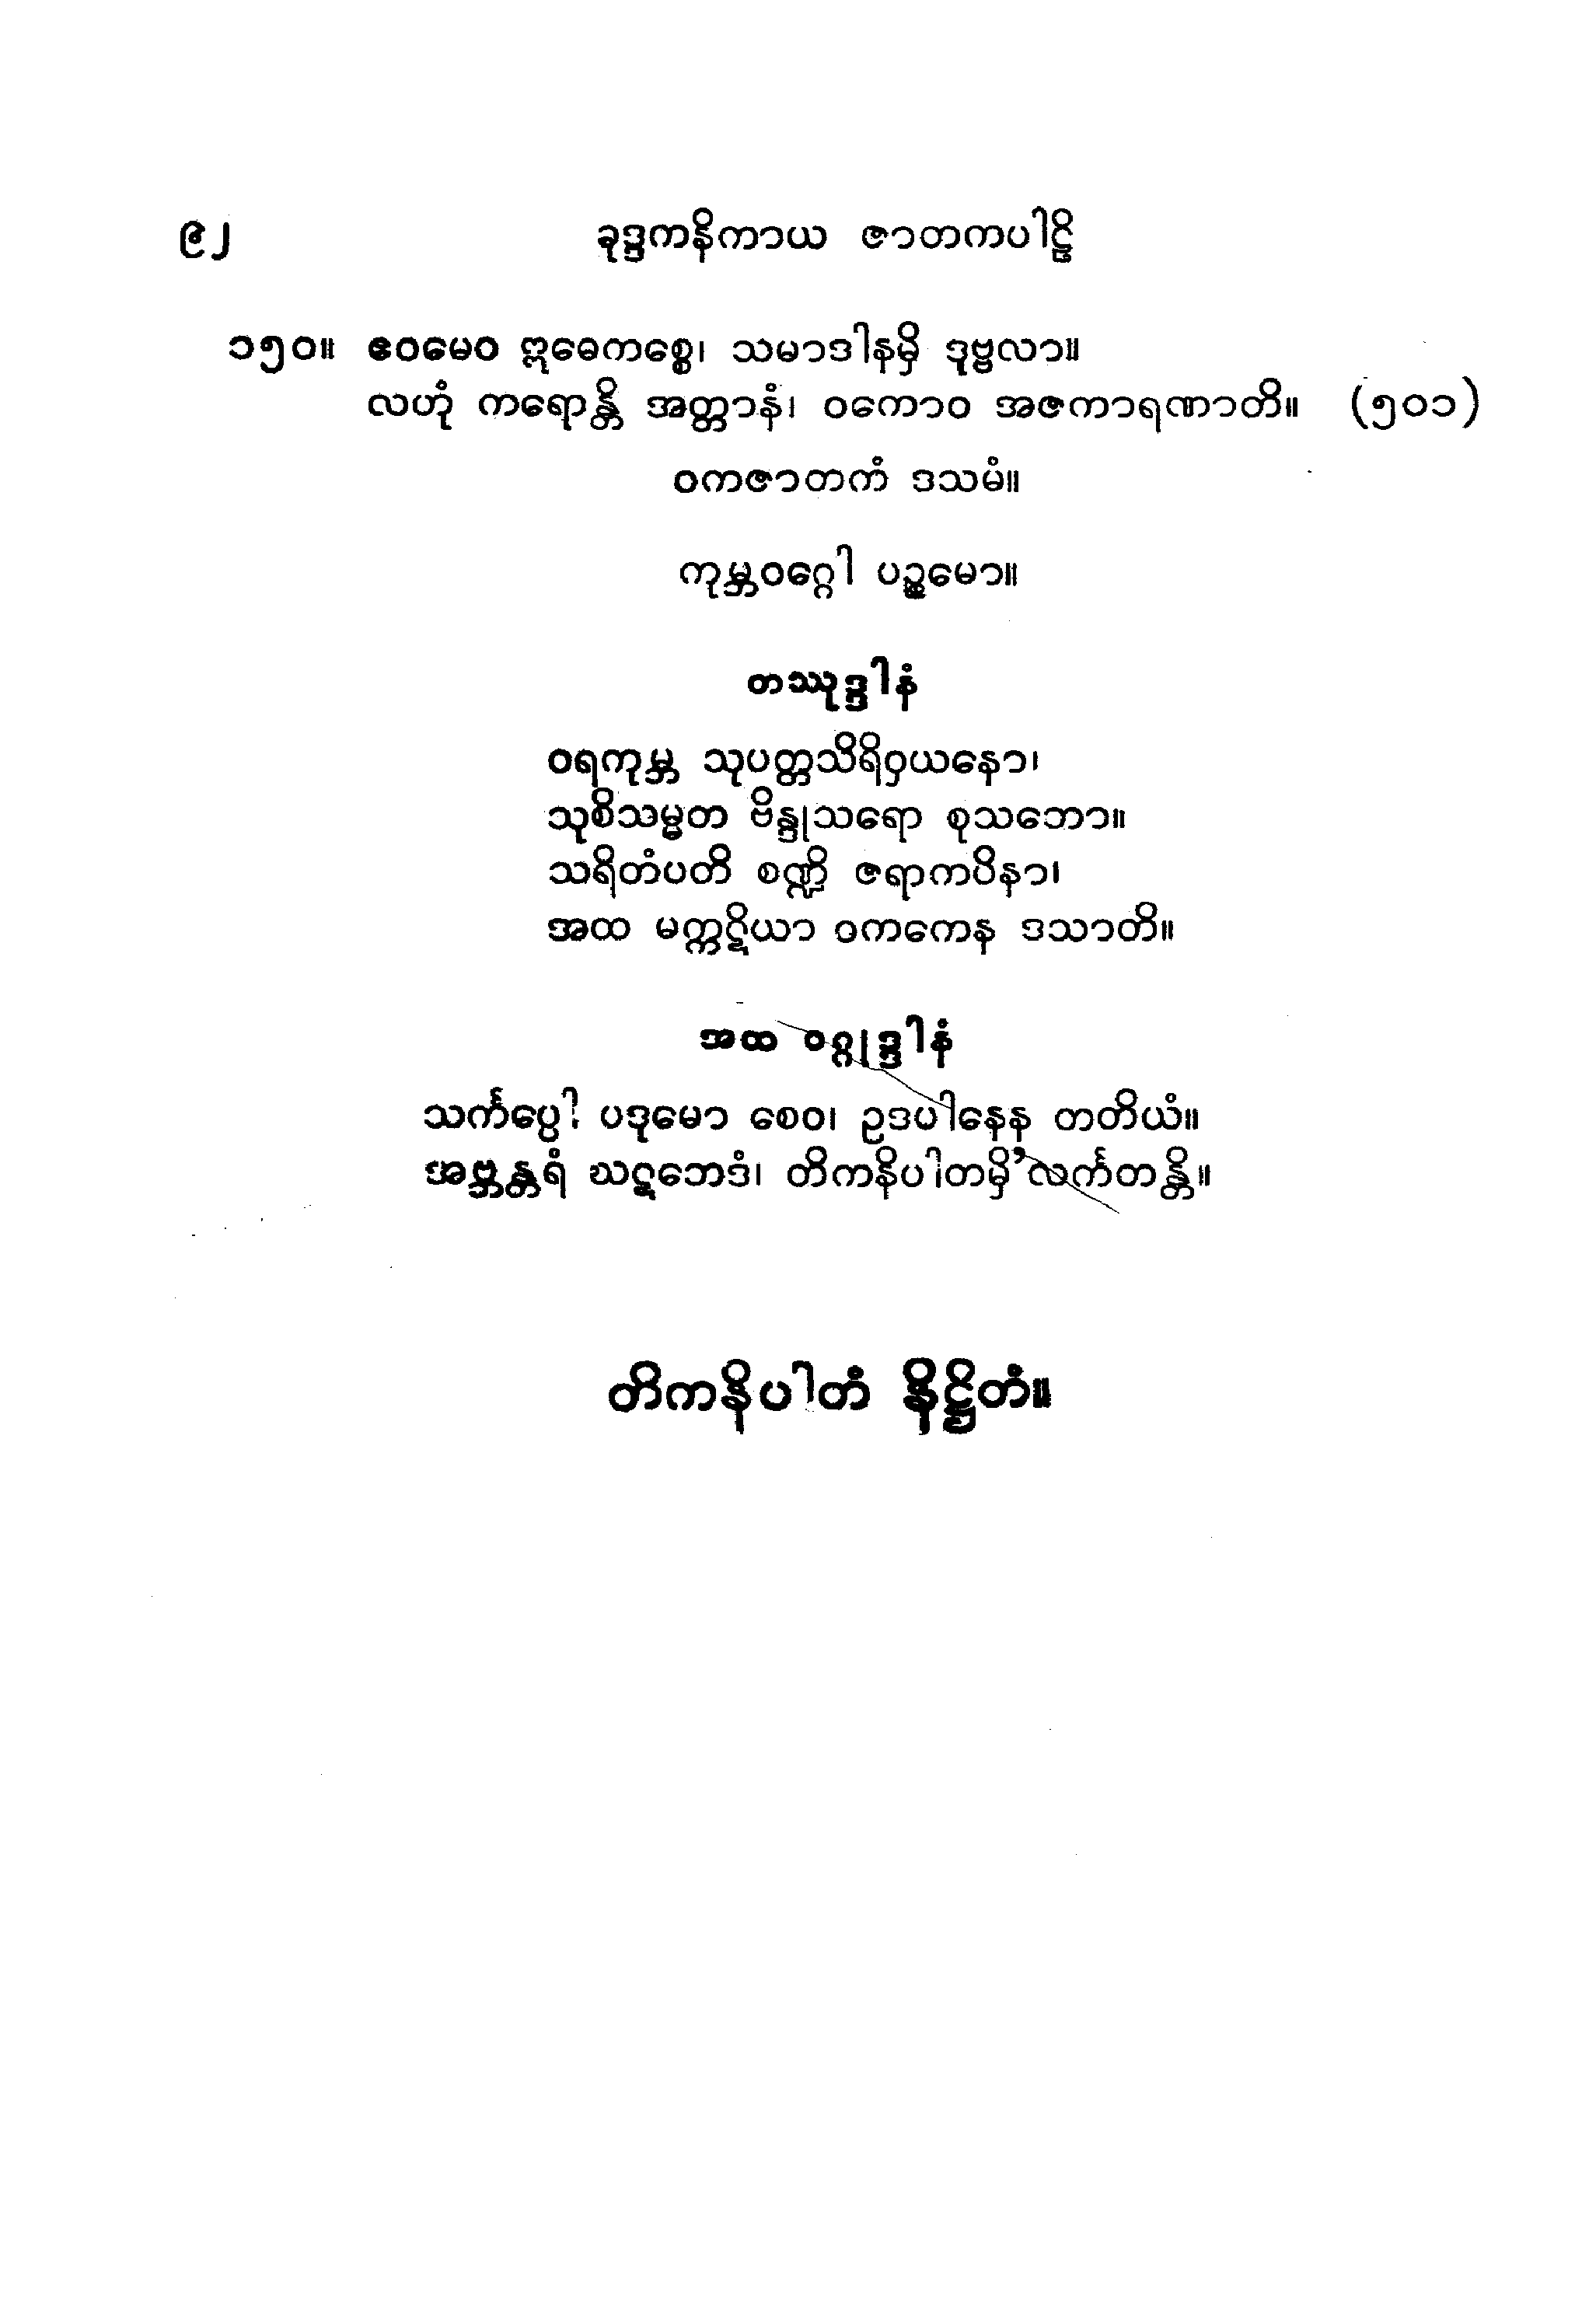 ၉၂ ခုဒ္ဒကနိကာယ ဇာတကပါဠိ
၁၅၀။ ဧဝမေဝ ဣဓေကစ္စေ၊ သမာဒါနမှိ ဒုဗ္ဗလာ။
လဟုံ ကရောန္တိ အတ္တာနံ၊ ဝကောဝ အဇကာရဏာတိ။ (၅၀၁)
ဝကဇာတကံ ဒသမံ။
ကုမ္ဘဝဂ္ဂေါ ပဉ္စမော။
တဿုဒ္ဒါနံ
ဝရကုမ္ဘ သုပတ္တသိရိဝှယနော၊
သုစိသမ္မတ ဗိန္ဒုသရော စုသဘော။
သရိတံပတိ စဏ္ဍိ ဇရာကပိနာ၊
အထ မက္ကဋိယာ ဝကကေန ဒသာတိ။
အထ ဝဂ္ဂုဒ္ဒါနံ
သင်္ကပ္ပေါ ပဒုမော စေဝ၊ ဥဒပါနေန တတိယံ။
အဗ္ဘန္တရံ ဃဋဘေဒံ၊ တိကနိပါတမှိ’လင်္ကတန္တိ။
တိကနိပါတံ နိဋ္ဌိတံ။